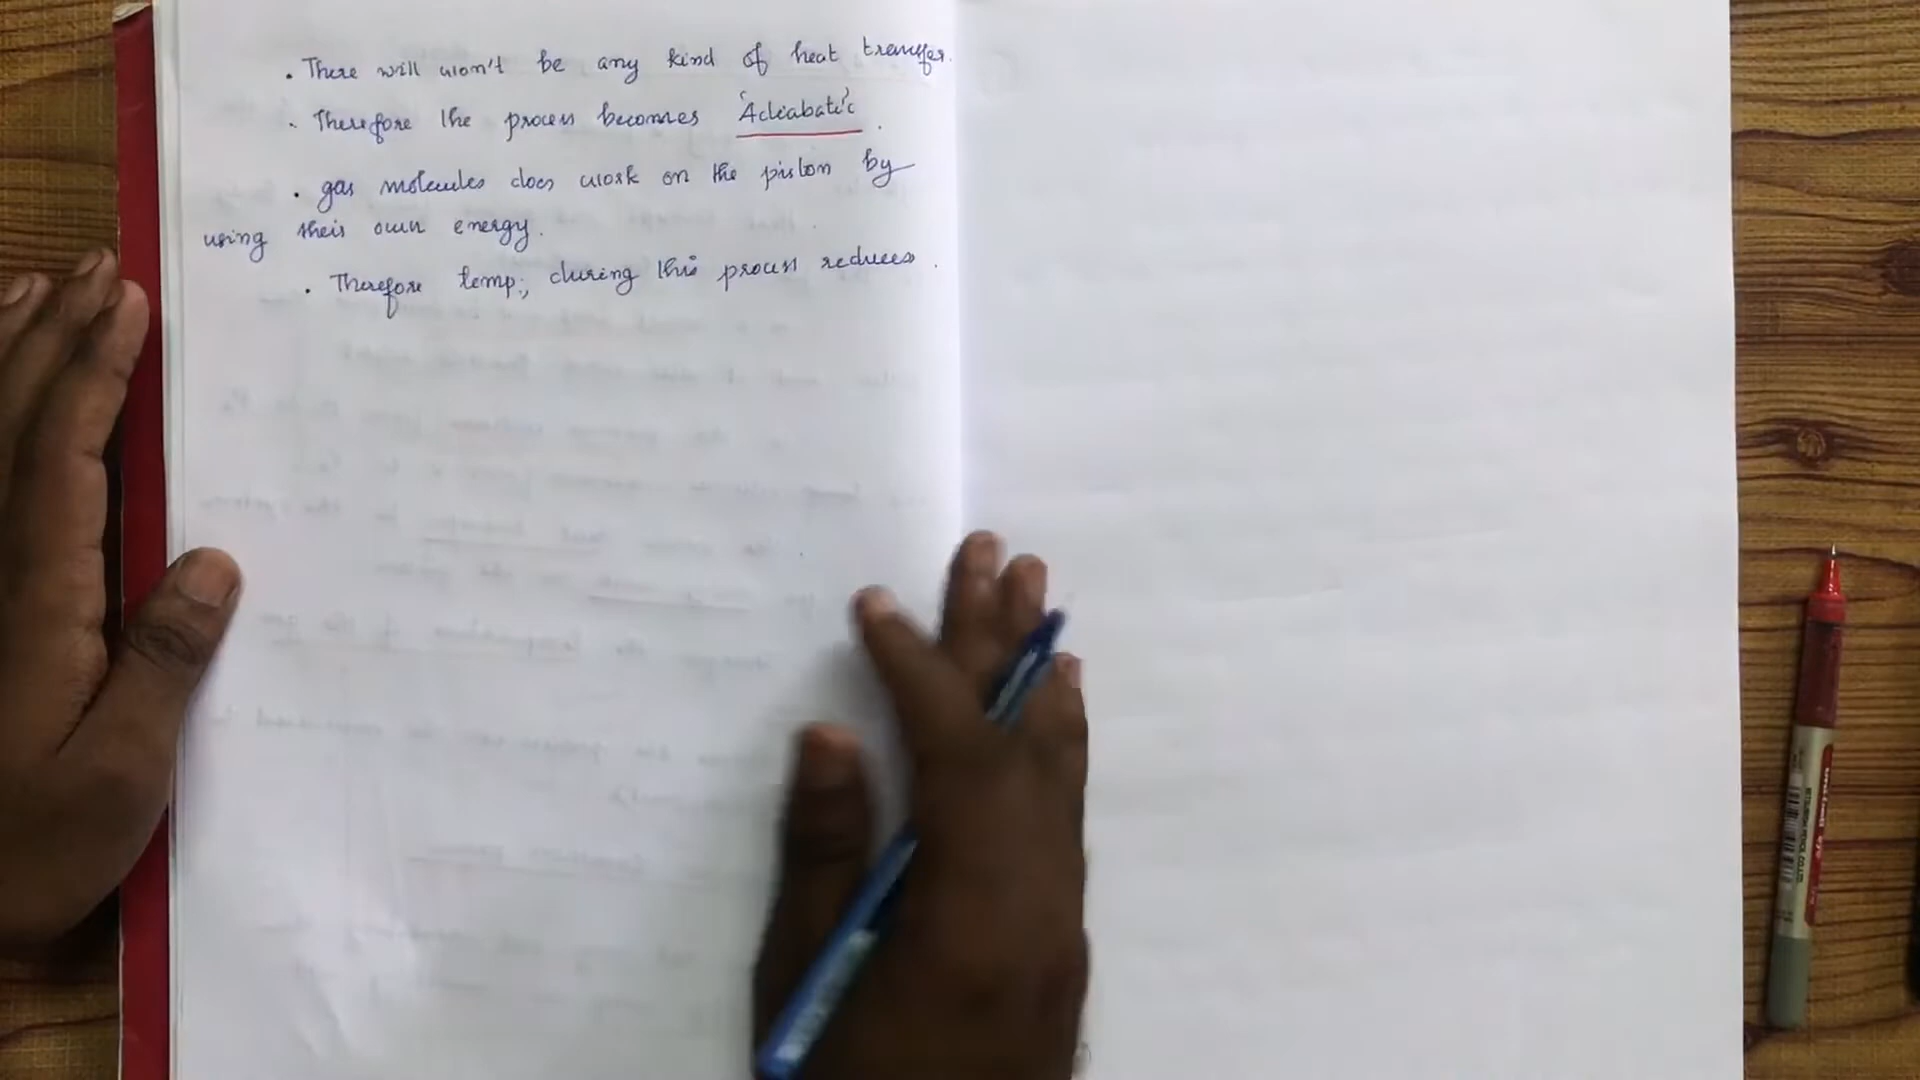 . There will won't be any kind of heat transfer.
. Therefore the process becomes 'Adiabatic' .
. gas molecules does work on the piston by
using their own energy.
. Therefore temp:, during this process reduces .